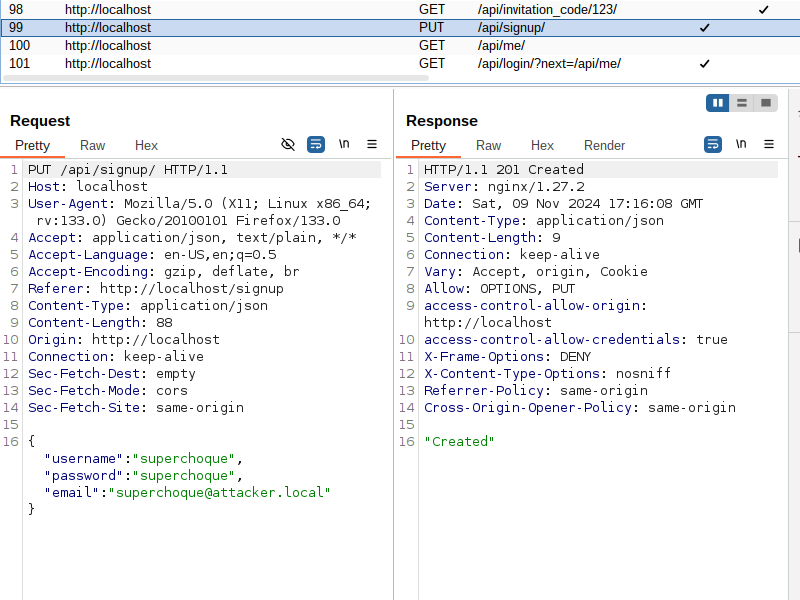 98 http://localhost GET /api/invitation_code/123/
99 http://localhost PUT /api/signup/
100 http://localhost GET /api/me/
101 http://localhost GET /api/login/?next=/api/me/
Request
Pretty Raw Hex \n
1 PUT /api/signup/ HTTP/1.1
2 Host: localhost
3 User-Agent: Mozilla/5.0 (X11; Linux x86_64;
rv:133.0) Gecko/20100101 Firefox/133.0
4 Accept: application/json, text/plain, */*
5 Accept-Language: en-US,en;q=0.5
6 Accept-Encoding: gzip, deflate, br
7 Referer: http://localhost/signup
8 Content-Type: application/json
9 Content-Length: 88
10 Origin: http://localhost
11 Connection: keep-alive
12 Sec-Fetch-Dest: empty
13 Sec-Fetch-Mode: cors
14 Sec-Fetch-Site: same-origin
15
16 {
"username":"superchoque",
"password":"superchoque",
"email":"superchoque@attacker.local"
}
Response
Pretty Raw Hex Render \n
1 HTTP/1.1 201 Created
2 Server: nginx/1.27.2
3 Date: Sat, 09 Nov 2024 17:16:08 GMT
4 Content-Type: application/json
5 Content-Length: 9
6 Connection: keep-alive
7 Vary: Accept, origin, Cookie
8 Allow: OPTIONS, PUT
9 access-control-allow-origin:
http://localhost
10 access-control-allow-credentials: true
11 X-Frame-Options: DENY
12 X-Content-Type-Options: nosniff
13 Referrer-Policy: same-origin
14 Cross-Origin-Opener-Policy: same-origin
15
16 "Created"